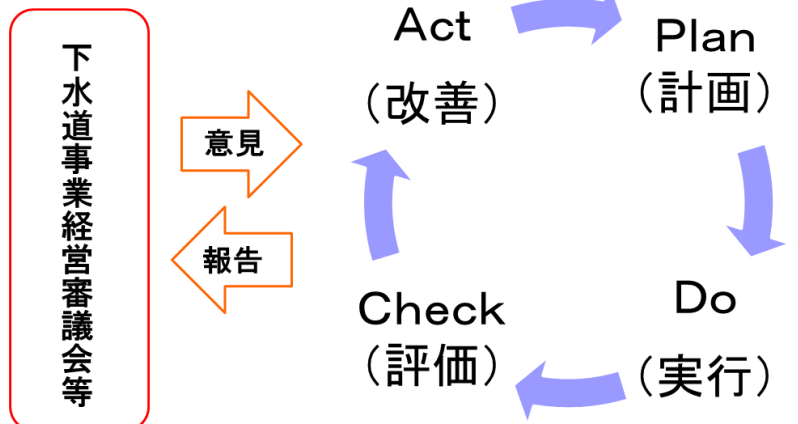 下水道事業経営審議会等
意見
報告
Act
(改善)
Plan
(計画)
Do
(実行)
Check
(評価)